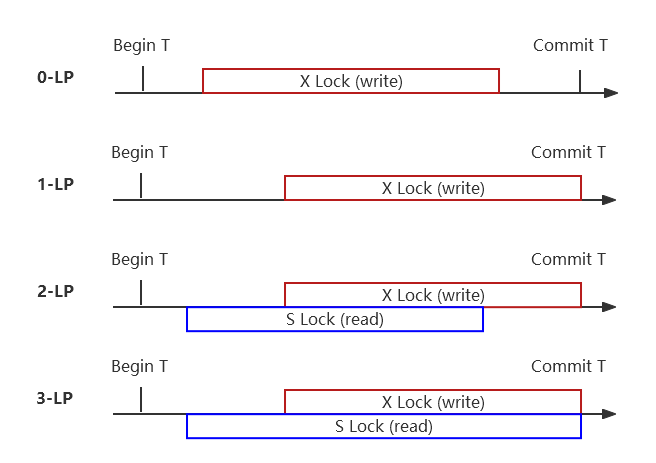 Begin T
Commit T
0-LP
X Lock (write)
Begin T
Commit T
1-LP
X Lock (write)
Begin T
Commit T
2-LP
X Lock (write)
S Lock (read)
Begin T
Commit T
3-LP
X Lock (write)
S Lock (read)